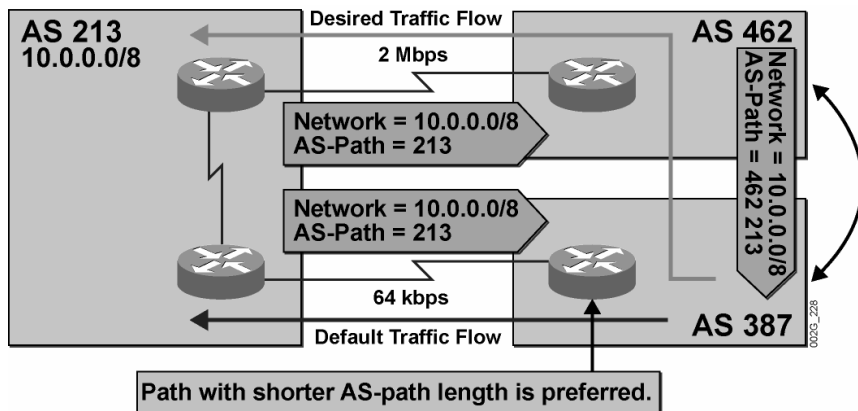 AS 213
10.0.0.0/8
Desired Traffic Flow
2 Mbps
AS 462
Network = 10.0.0.0/8
AS-Path = 213
Network = 10.0.0.0/8
AS-Path = 462 213
Network = 10.0.0.0/8
AS-Path = 213
64 kbps
Default Traffic Flow
AS 387
002G_228
Path with shorter AS-path length is preferred.